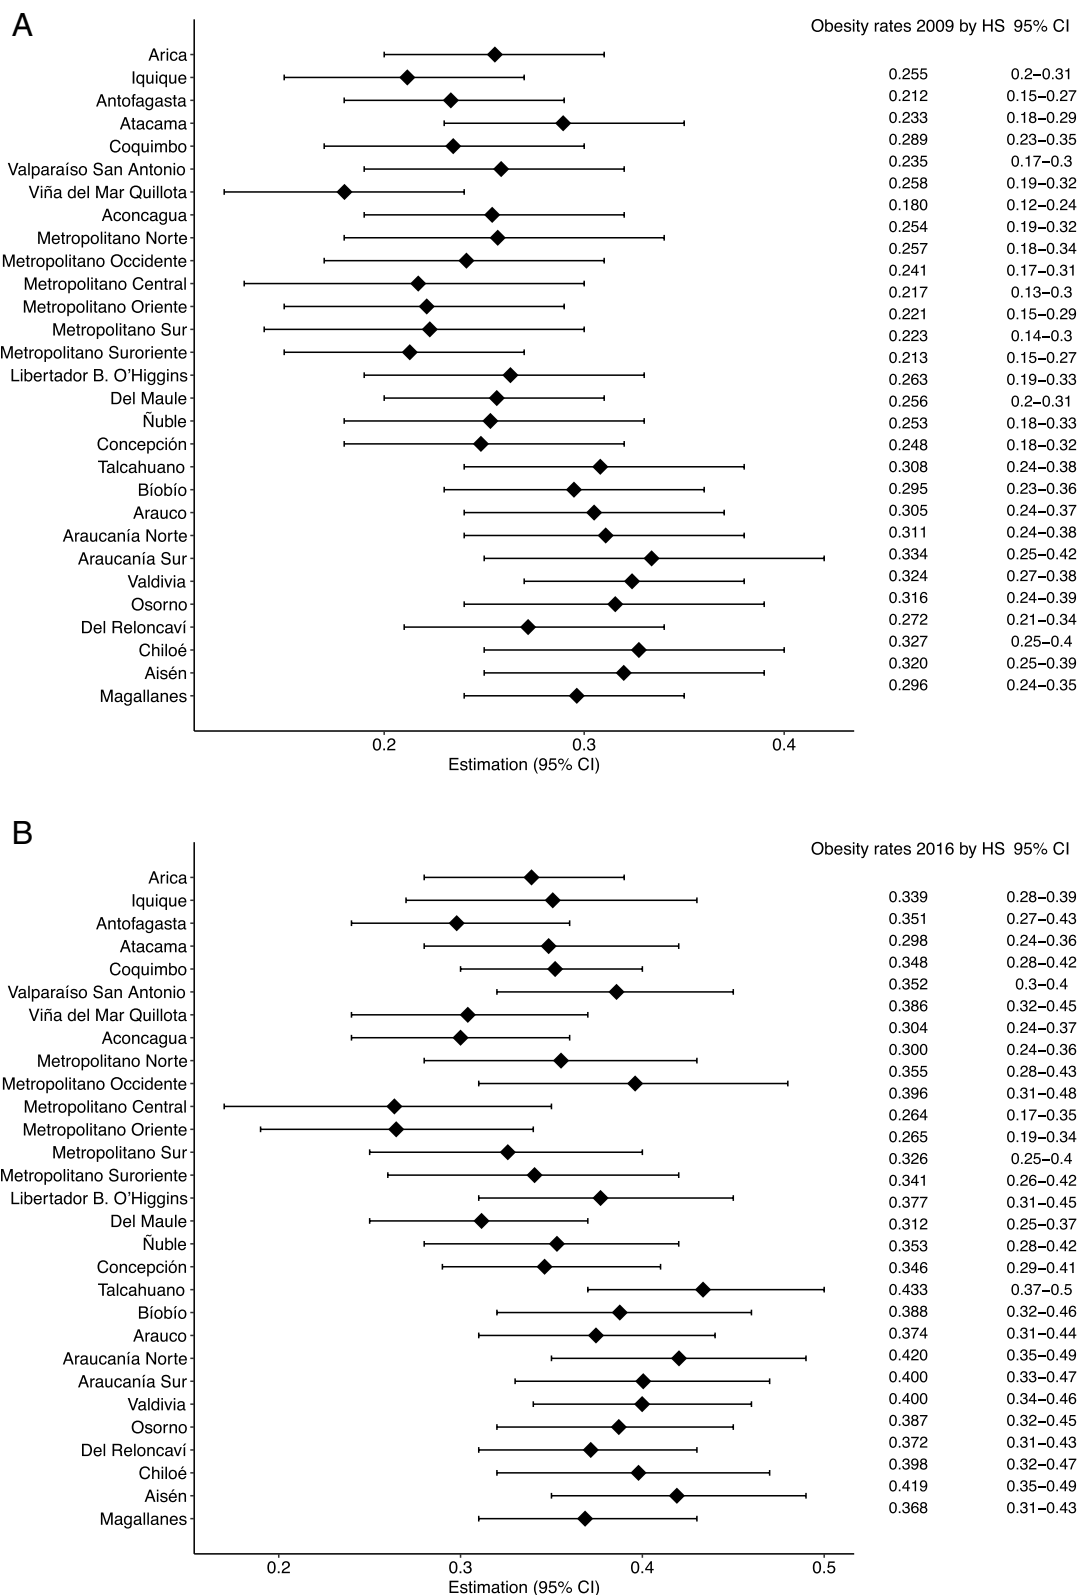 A
Obesity rates 2009 by HS 95% CI
Arica
Iquique 0.255 0.2–0.31
Antofagasta 0.212 0.15–0.27
Atacama 0.233 0.18–0.29
Coquimbo 0.289 0.23–0.35
Valparaíso San Antonio 0.235 0.17–0.3
Viña del Mar Quillota 0.258 0.19–0.32
0.180 0.12–0.24
Aconcagua 0.254 0.19–0.32
Metropolitano Norte 0.257 0.18–0.34
Metropolitano Occidente 0.241 0.17–0.31
Metropolitano Central 0.217 0.13–0.3
Metropolitano Oriente 0.221 0.15–0.29
Metropolitano Sur 0.223 0.14–0.3
Metropolitano Suroriente 0.213 0.15–0.27
Libertador B. O’Higgins 0.263 0.19–0.33
Del Maule 0.256 0.2–0.31
Ñuble 0.253 0.18–0.33
Concepción 0.248 0.18–0.32
Talcahuano 0.308 0.24–0.38
Bíobío 0.295 0.23–0.36
Arauco 0.305 0.24–0.37
Araucanía Norte 0.311 0.24–0.38
Araucanía Sur 0.334 0.25–0.42
Valdivia 0.324 0.27–0.38
Osorno 0.316 0.24–0.39
Del Reloncaví 0.272 0.21–0.34
Chiloé 0.327 0.25–0.4
Aisén 0.320 0.25–0.39
Magallanes 0.296 0.24–0.35
0.2 0.3 0.4
Estimation (95% CI)
B
Obesity rates 2016 by HS 95% CI
Arica
Iquique 0.339 0.28–0.39
Antofagasta 0.351 0.27–0.43
Atacama 0.298 0.24–0.36
Coquimbo 0.348 0.28–0.42
Valparaíso San Antonio 0.352 0.3–0.4
Viña del Mar Quillota 0.386 0.32–0.45
0.304 0.24–0.37
Aconcagua 0.300 0.24–0.36
Metropolitano Norte 0.355 0.28–0.43
Metropolitano Occidente 0.396 0.31–0.48
Metropolitano Central 0.264 0.17–0.35
Metropolitano Oriente 0.265 0.19–0.34
Metropolitano Sur 0.326 0.25–0.4
Metropolitano Suroriente 0.341 0.26–0.42
Libertador B. O’Higgins 0.377 0.31–0.45
Del Maule 0.312 0.25–0.37
Ñuble 0.353 0.28–0.42
Concepción 0.346 0.29–0.41
Talcahuano 0.433 0.37–0.5
Bíobío 0.388 0.32–0.46
Arauco 0.374 0.31–0.44
Araucanía Norte 0.420 0.35–0.49
Araucanía Sur 0.400 0.33–0.47
Valdivia 0.400 0.34–0.46
Osorno 0.387 0.32–0.45
Del Reloncaví 0.372 0.31–0.43
Chiloé 0.398 0.32–0.47
Aisén 0.419 0.35–0.49
Magallanes 0.368 0.31–0.43
0.2 0.3 0.4 0.5
Estimation (95% CI)